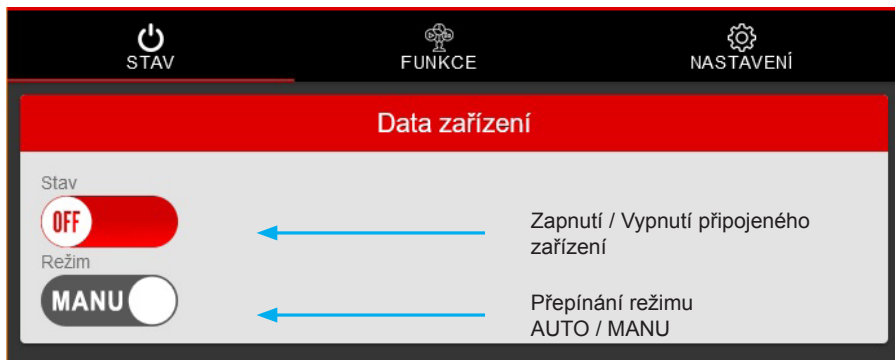 STAV
FUNKCE
NASTAVENÍ
Data zařízení
Stav
OFF
Zapnutí / Vypnutí připojeného
zařízení
Režim
MANU
Přepínání režimu
AUTO / MANU